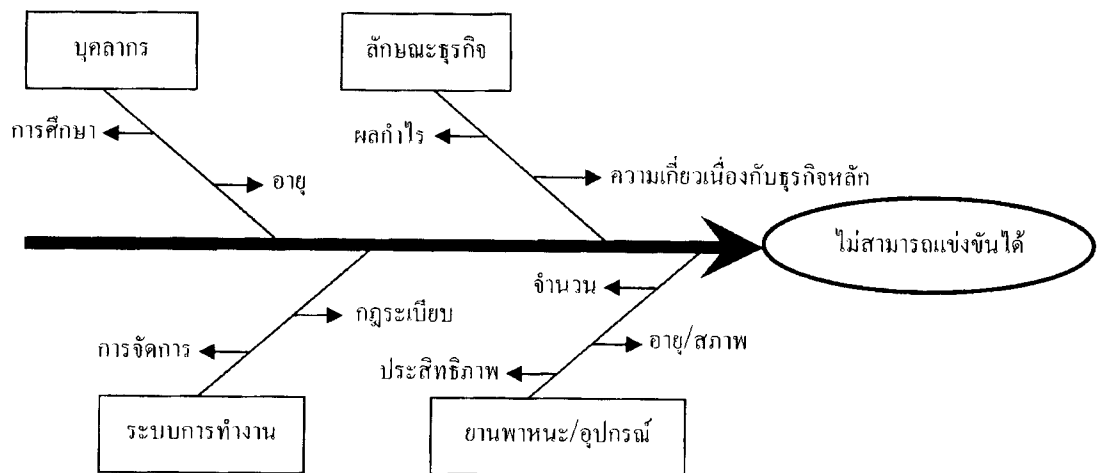 บุคลากร
ลักษณะธุรกิจ
การศึกษา
ผลกำไร
อายุ
ความเกี่ยวเนื่องกับธุรกิจหลัก
ไม่สามารถแข่งขันได้
จำนวน
กฎระเบียบ
อายุ/สภาพ
การจัดการ
ประสิทธิภาพ
ระบบการทำงาน
ยานพาหนะ/อุปกรณ์